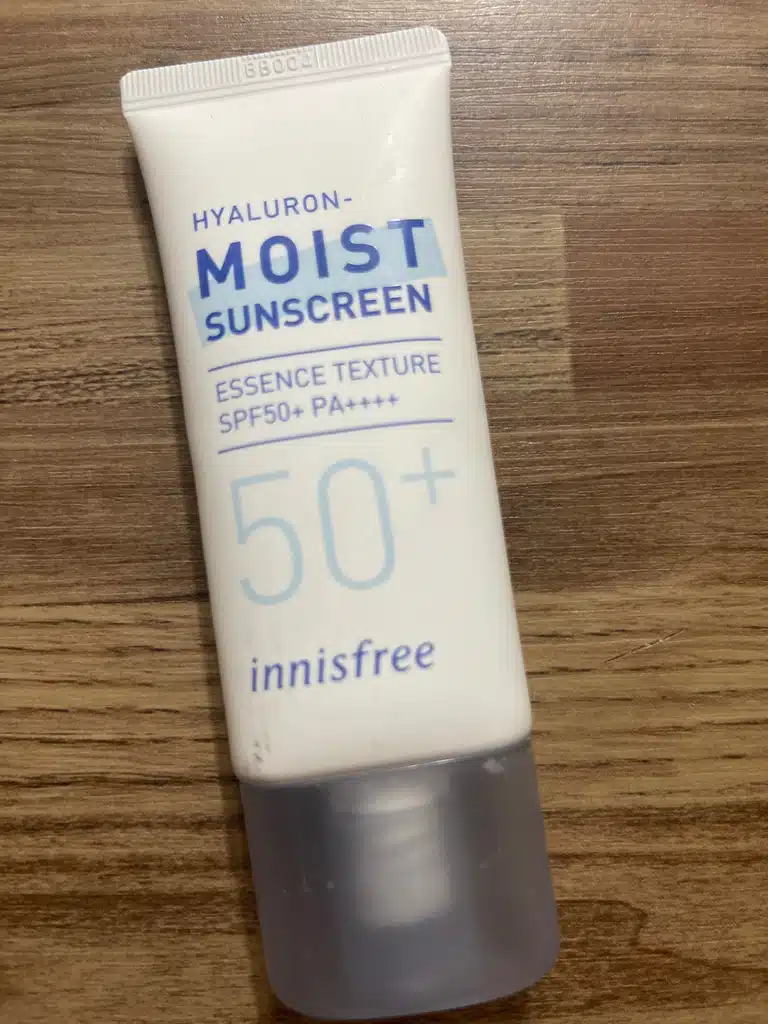 HYALURON-
MOIST
SUNSCREEN
ESSENCE TEXTURE
SPF50+ PA++++
50+
innisfree